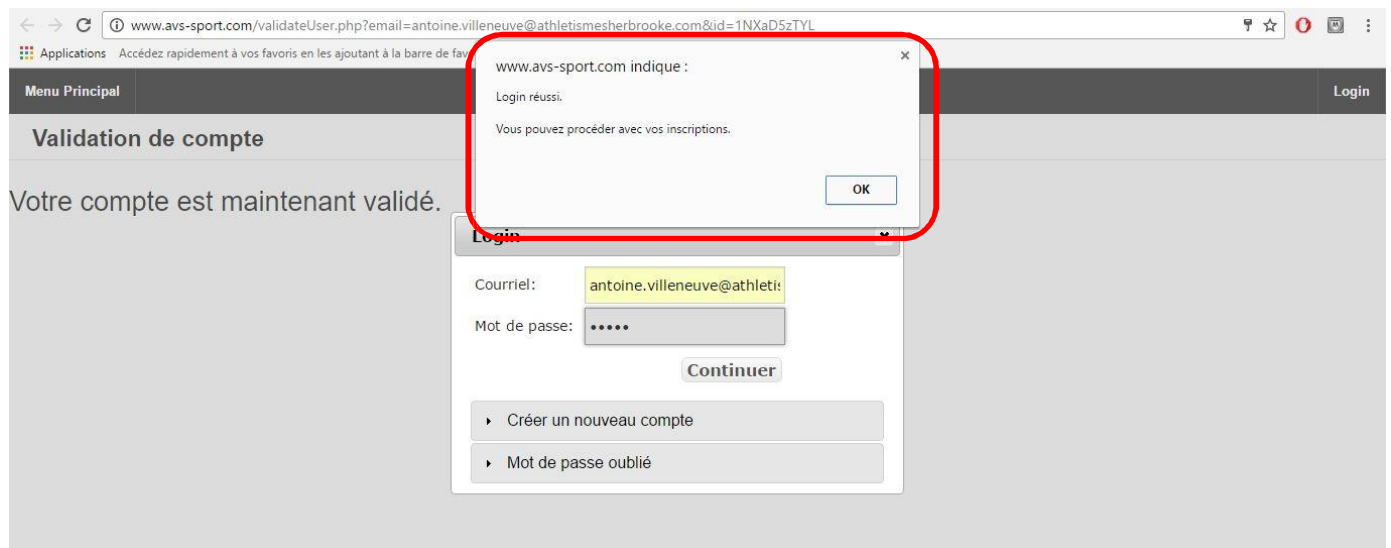 www.avs-sport.com/validateUser.php?email=antoine.villeneuve@athletismesherbrooke.com&id=1NXaD5zTYL
Applications Accédez rapidement à vos favoris en les ajoutant à la barre de fav
www.avs-sport.com indique :
Login réussi.
Vous pouvez procéder avec vos inscriptions.
OK
Menu Principal
Login
Validation de compte
Votre compte est maintenant validé.
Login
Courriel: antoine.villeneuve@athleti
Mot de passe: •••••
Continuer
Créer un nouveau compte
Mot de passe oublié